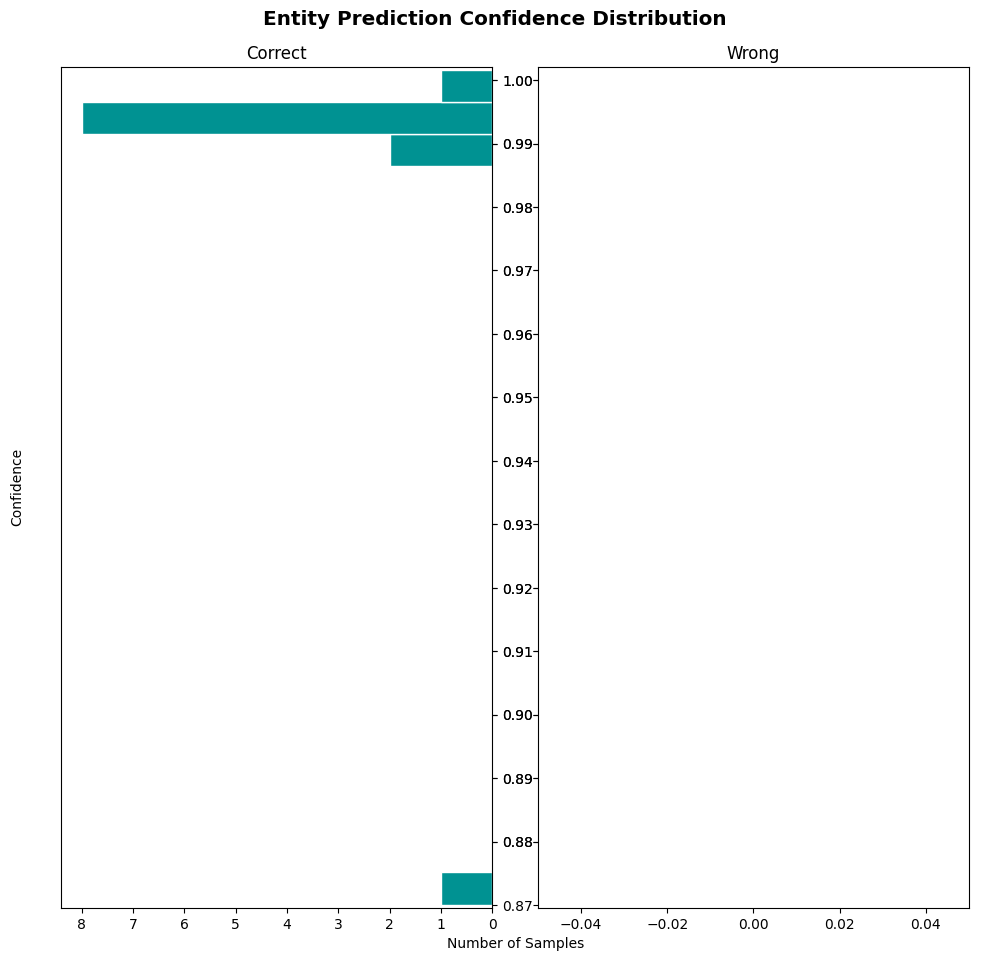 Entity Prediction Confidence Distribution
Correct
Wrong
1.00
0.99
0.98
0.97
0.96
0.95
0.94
0.93
0.92
0.91
0.90
0.89
0.88
0.87
Confidence
8 7 6 5 4 3 2 1 0
−0.04 −0.02 0.00 0.02 0.04
Number of Samples